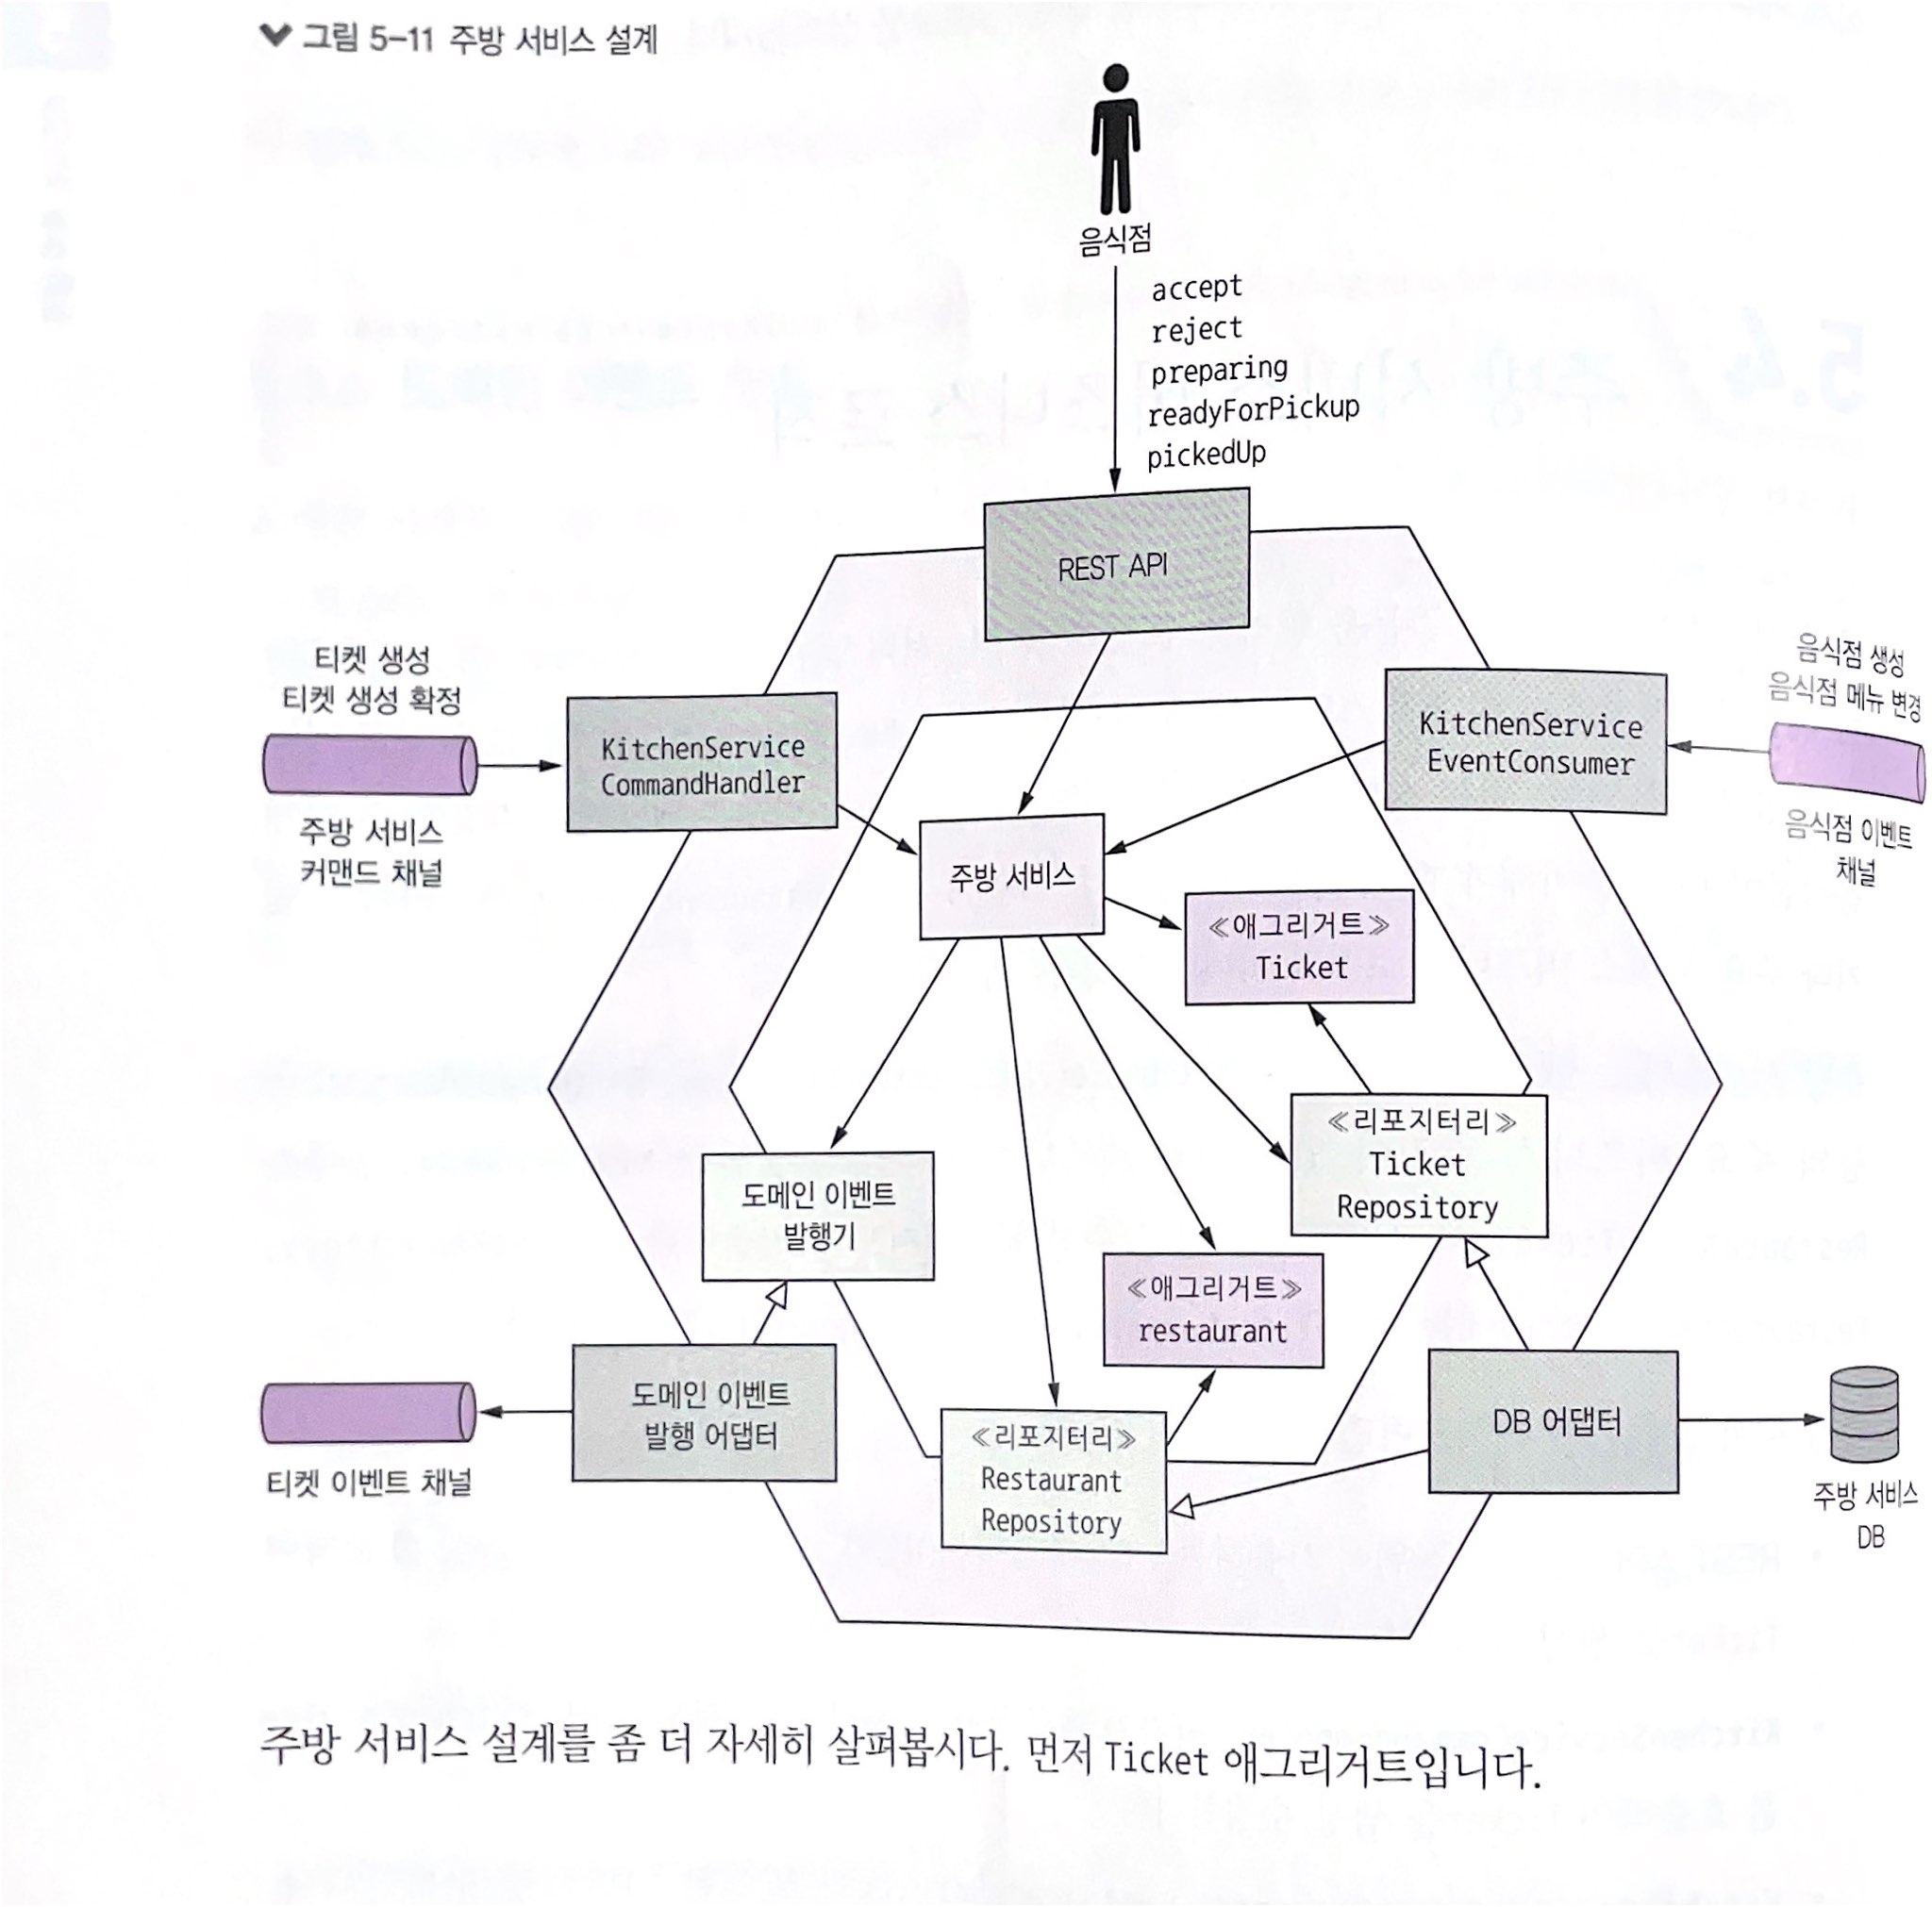 그림 5-11 주방 서비스 설계
음식점
accept
reject
preparing
readyForPickup
pickedUp
REST API
티켓 생성
티켓 생성 확정
주방 서비스
커맨드 채널
KitchenService
CommandHandler
KitchenService
EventConsumer
음식점 생성
음식점 메뉴 변경
음식점 이벤트
채널
주방 서비스
≪애그리거트≫
Ticket
≪리포지터리≫
Ticket
Repository
도메인 이벤트
발행기
≪애그리거트≫
restaurant
도메인 이벤트
발행 어댑터
티켓 이벤트 채널
≪리포지터리≫
Restaurant
Repository
DB 어댑터
주방 서비스
DB
주방 서비스 설계를 좀 더 자세히 살펴봅시다. 먼저 Ticket 애그리거트입니다.